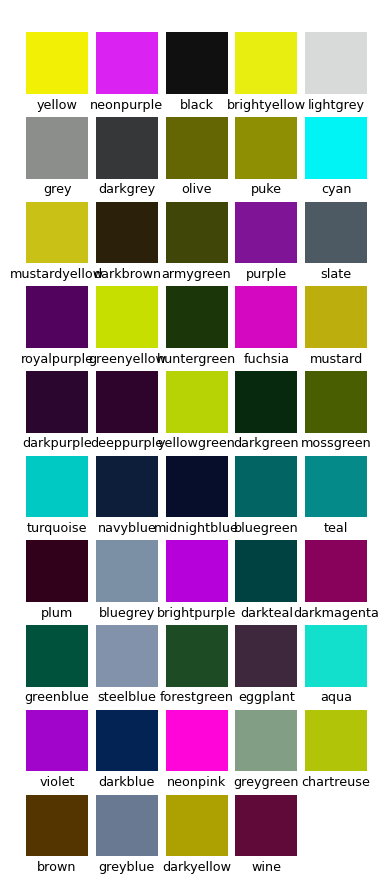 yellow neonpurple black brightyellow lightgrey
grey darkgrey olive puke cyan
mustardyellow darkbrown armygreen purple slate
royalpurple greenyellow huntergreen fuchsia mustard
darkpurple deeppurple yellowgreen darkgreen mossgreen
turquoise navyblue midnightblue bluegreen teal
plum bluegrey brightpurple darkteal darkmagenta
greenblue steelblue forestgreen eggplant aqua
violet darkblue neonpink greygreen chartreuse
brown greyblue darkyellow wine